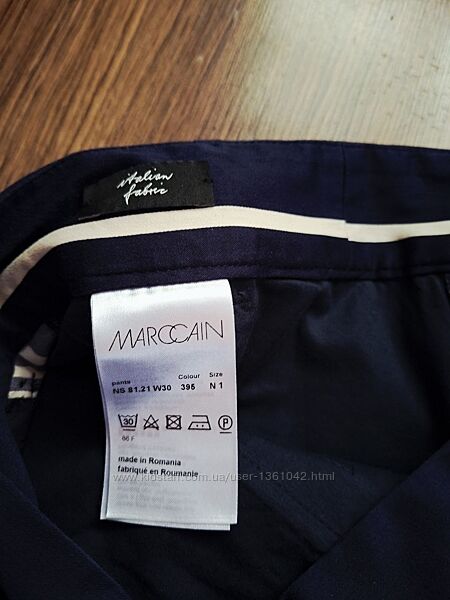 italian
fabric
MARCCAIN
pants Colour Size
NS 81.21 W30 395 N 1
30
86 F
made in Romania
fabriqué en Roumanie
www.kidstaff.com.ua/user-1361042.html